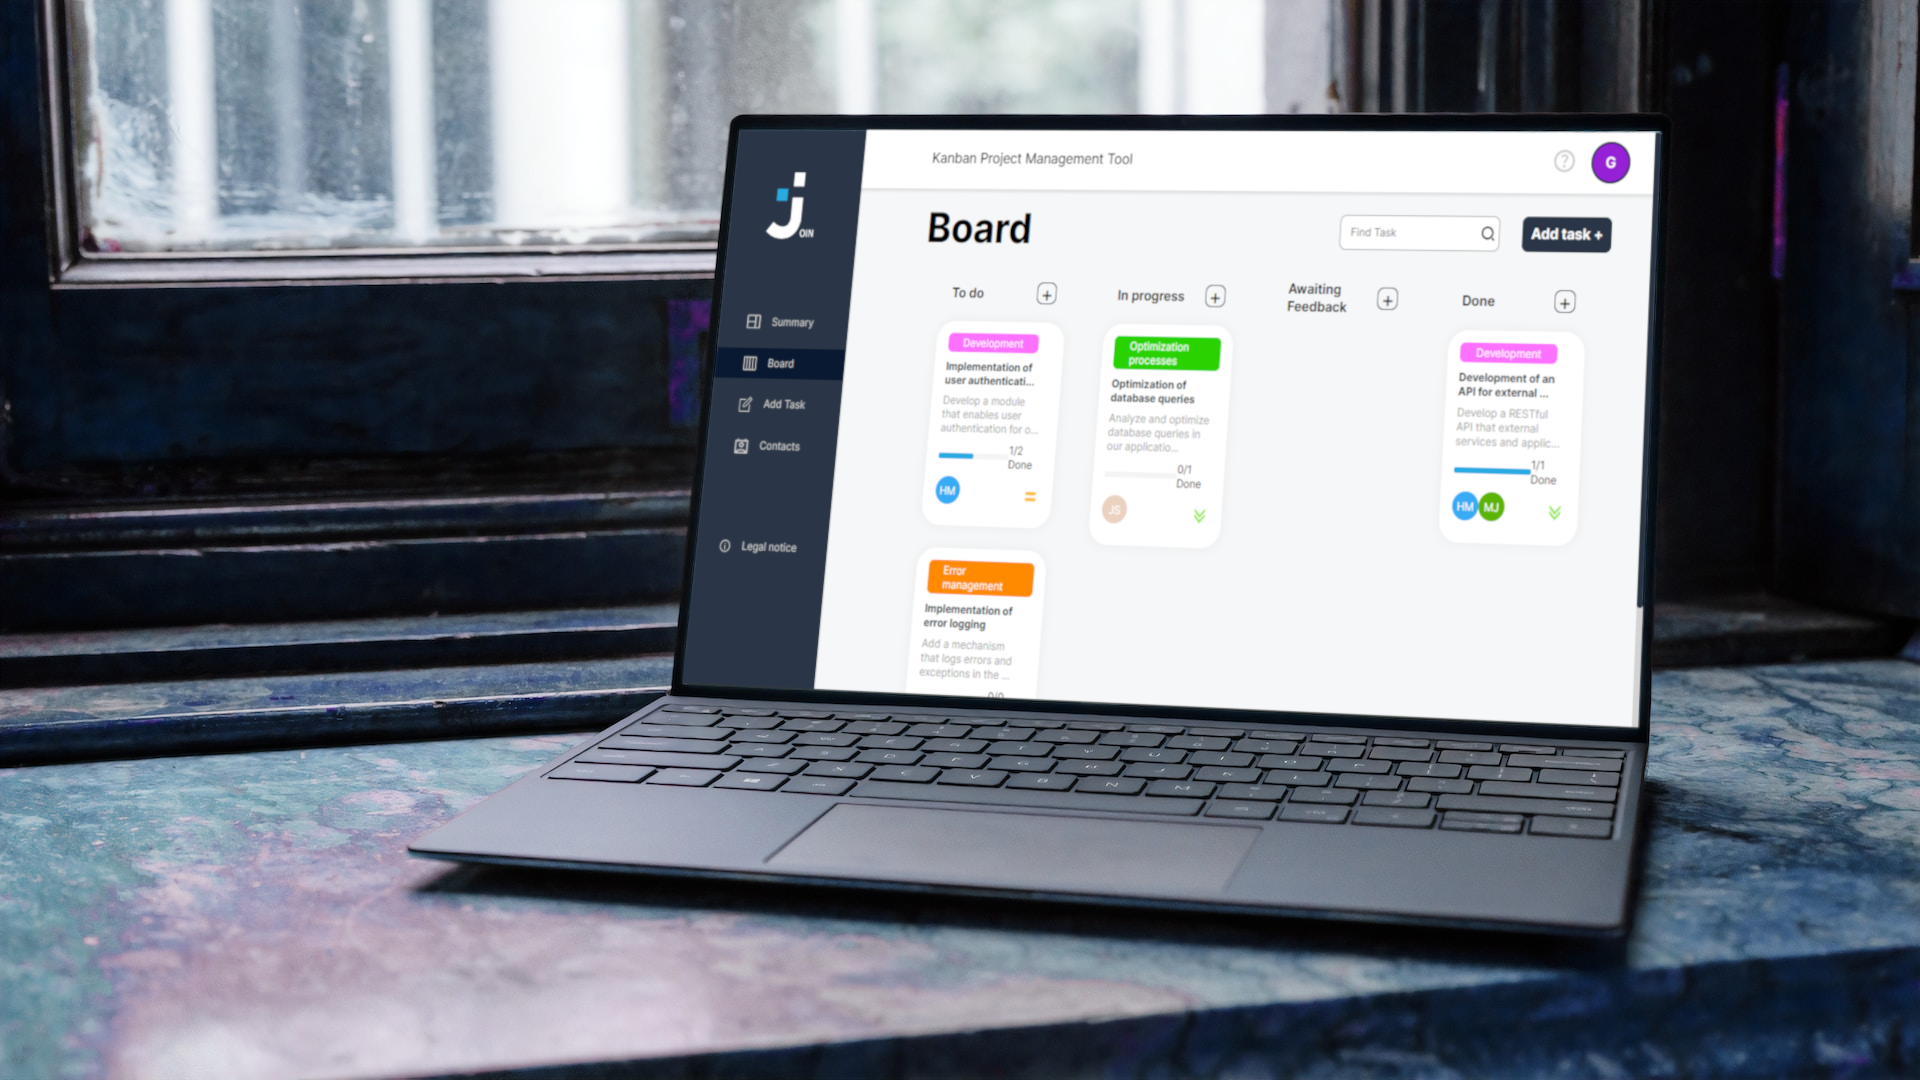 Kanban Project Management Tool
?
G
J
OIN
Board
Find Task
Add task +
Summary
Board
Add Task
Contacts
Legal notice
To do
+
Development
Implementation of
user authenticati...
Develop a module
that enables user
authentication for o...
1/2
Done
HM
Error
management
Implementation of
error logging
Add a mechanism
that logs errors and
exceptions in the ...
0/0
In progress
+
Optimization
processes
Optimization of
database queries
Analyze and optimize
database queries in
our applicatio...
0/1
Done
JS
Awaiting
Feedback
+
Done
+
Development
Development of an
API for external ...
Develop a RESTful
API that external
services and applic...
1/1
Done
HM
MJ